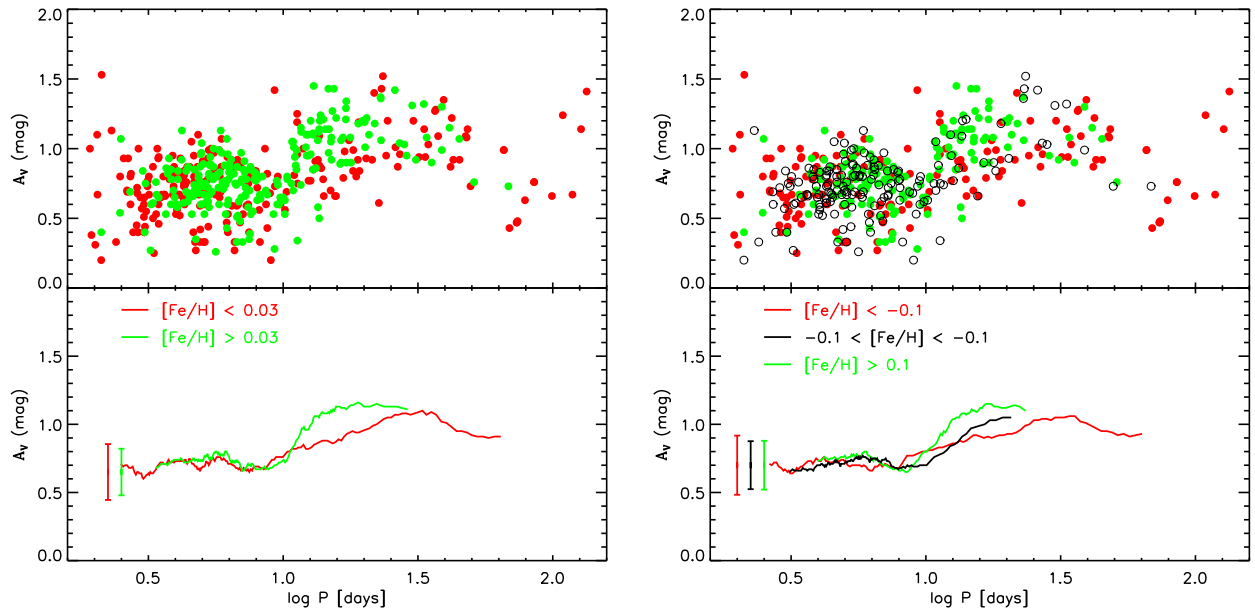 2.0
1.5
1.0
0.5
0.0
A_V (mag)
[Fe/H] < 0.03
[Fe/H] > 0.03
1.5
1.0
0.5
0.0
A_V (mag)
0.5 1.0 1.5 2.0
log P [days]
2.0
1.5
1.0
0.5
0.0
A_V (mag)
[Fe/H] < −0.1
−0.1 < [Fe/H] < −0.1
[Fe/H] > 0.1
1.5
1.0
0.5
0.0
A_V (mag)
0.5 1.0 1.5 2.0
log P [days]